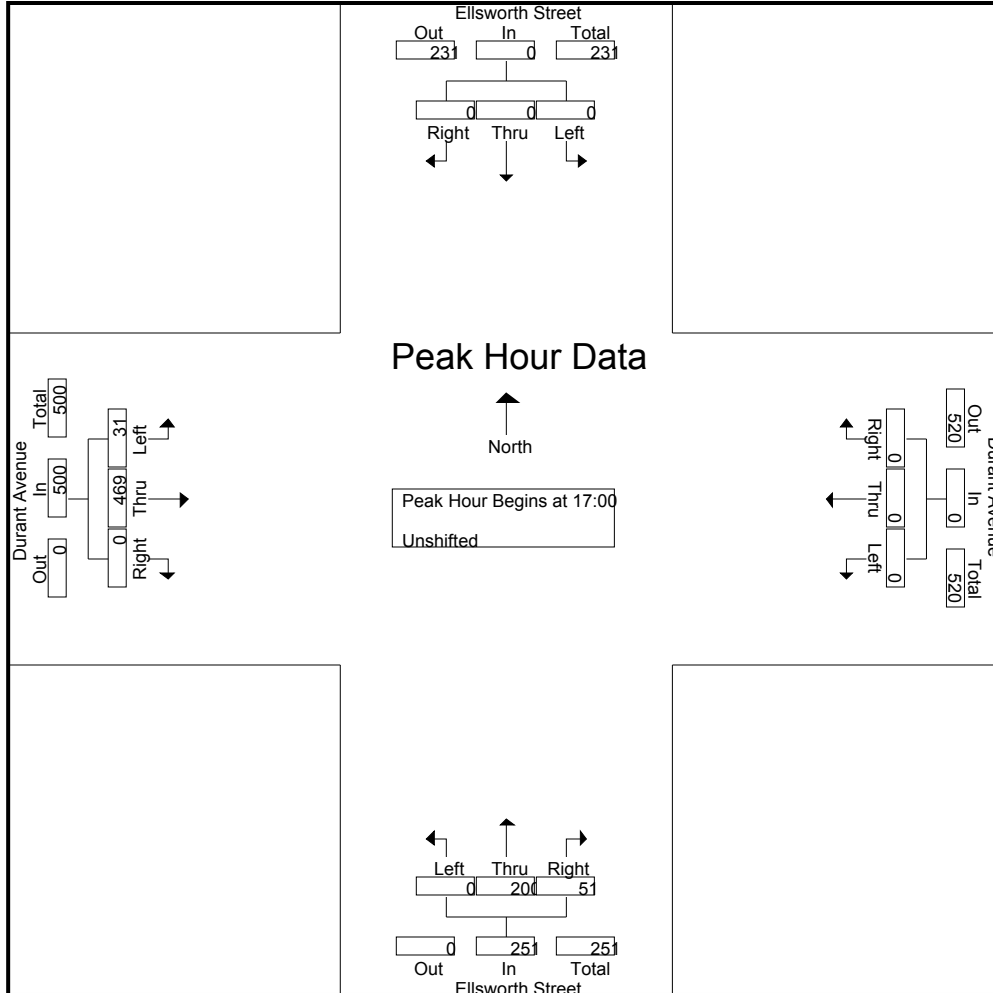 Ellsworth Street
Out In Total
231 0 231
0 0 0
Right Thru Left
Peak Hour Data
North
Peak Hour Begins at 17:00
Unshifted
Durant Avenue
Out In Total
0 500 500
0 469 31
Right Thru Left
Right Thru Left
0 0 0
520 0 520
Out In Total
Durant Avenue
Left Thru Right
0 200 51
0 251 251
Out In Total
Ellsworth Street